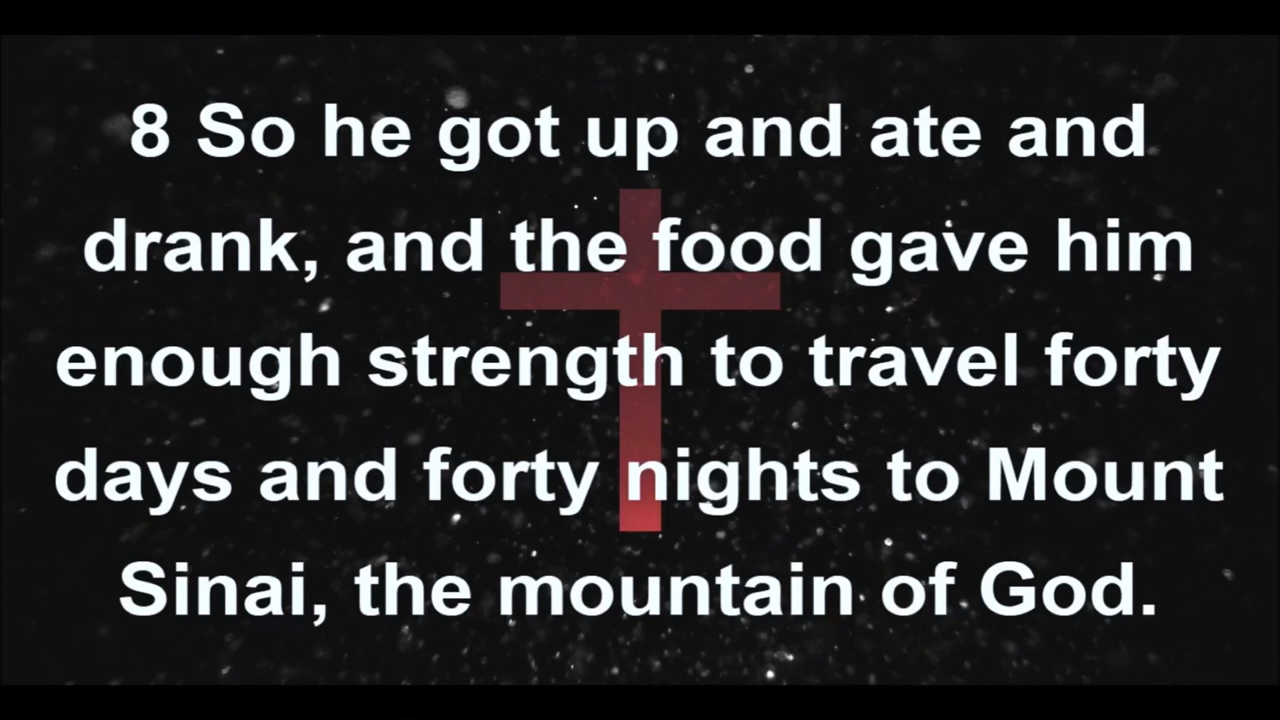 8 So he got up and ate and
drank, and the food gave him
enough strength to travel forty
days and forty nights to Mount
Sinai, the mountain of God.